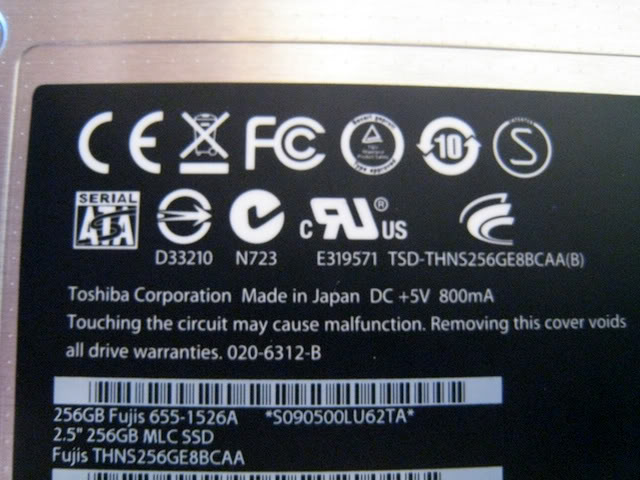 CE FC 10 S
SERIAL
ATA
c RU ® US
D33210 N723 E319571 TSD-THNS256GE8BCAA(B)
Toshiba Corporation Made in Japan DC +5V 800mA
Touching the circuit may cause malfunction. Removing this cover voids
all drive warranties. 020-6312-B
256GB Fujis 655-1526A *S090500LU62TA*
2.5" 256GB MLC SSD
Fujis THNS256GE8BCAA